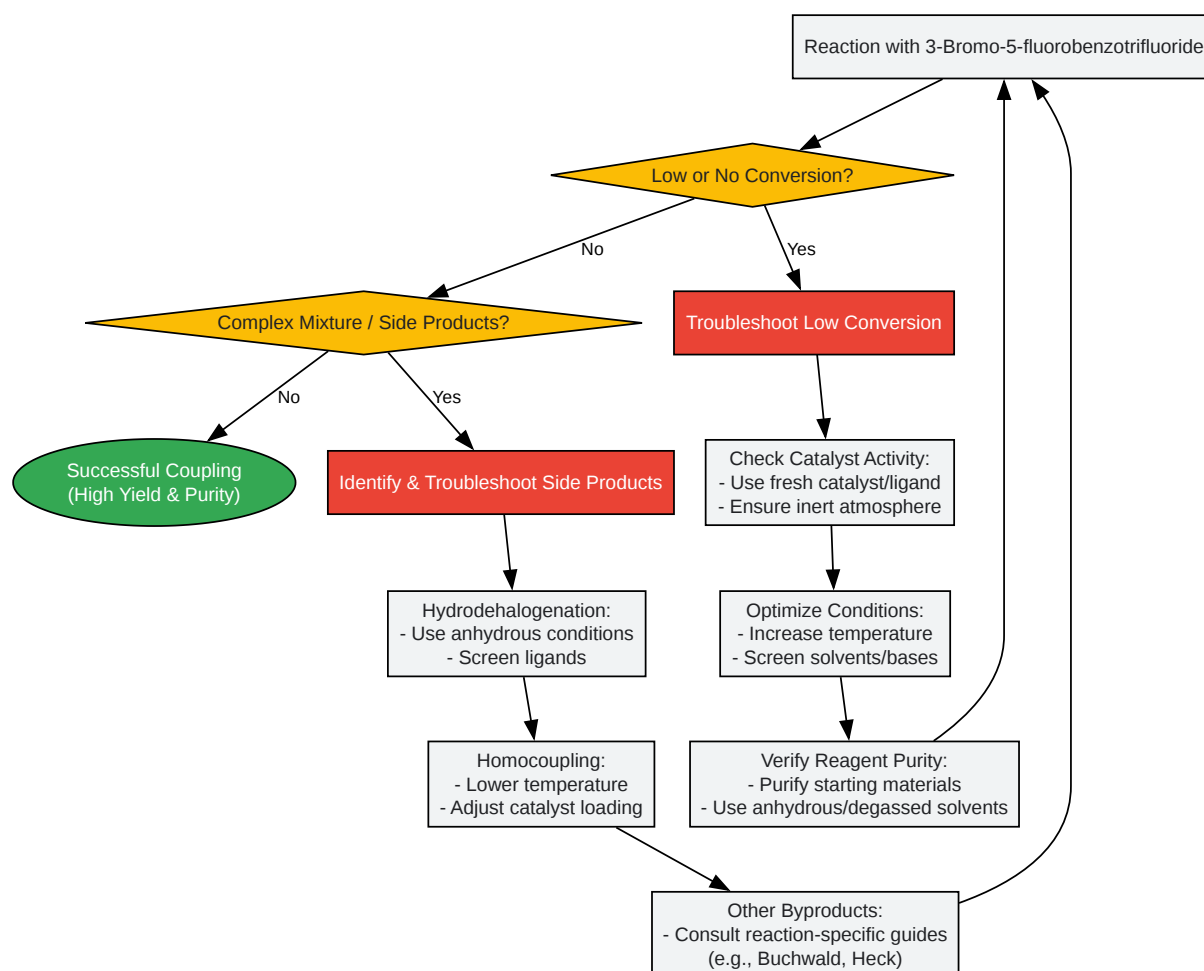 Reaction with 3-Bromo-5-fluorobenzotrifluoride
Low or No Conversion?
No
Yes
Complex Mixture / Side Products?
Troubleshoot Low Conversion
No
Yes
Successful Coupling
(High Yield & Purity)
Identify & Troubleshoot Side Products
Check Catalyst Activity:
- Use fresh catalyst/ligand
- Ensure inert atmosphere
Hydrodehalogenation:
- Use anhydrous conditions
- Screen ligands
Optimize Conditions:
- Increase temperature
- Screen solvents/bases
Homocoupling:
- Lower temperature
- Adjust catalyst loading
Verify Reagent Purity:
- Purify starting materials
- Use anhydrous/degassed solvents
Other Byproducts:
- Consult reaction-specific guides
(e.g., Buchwald, Heck)